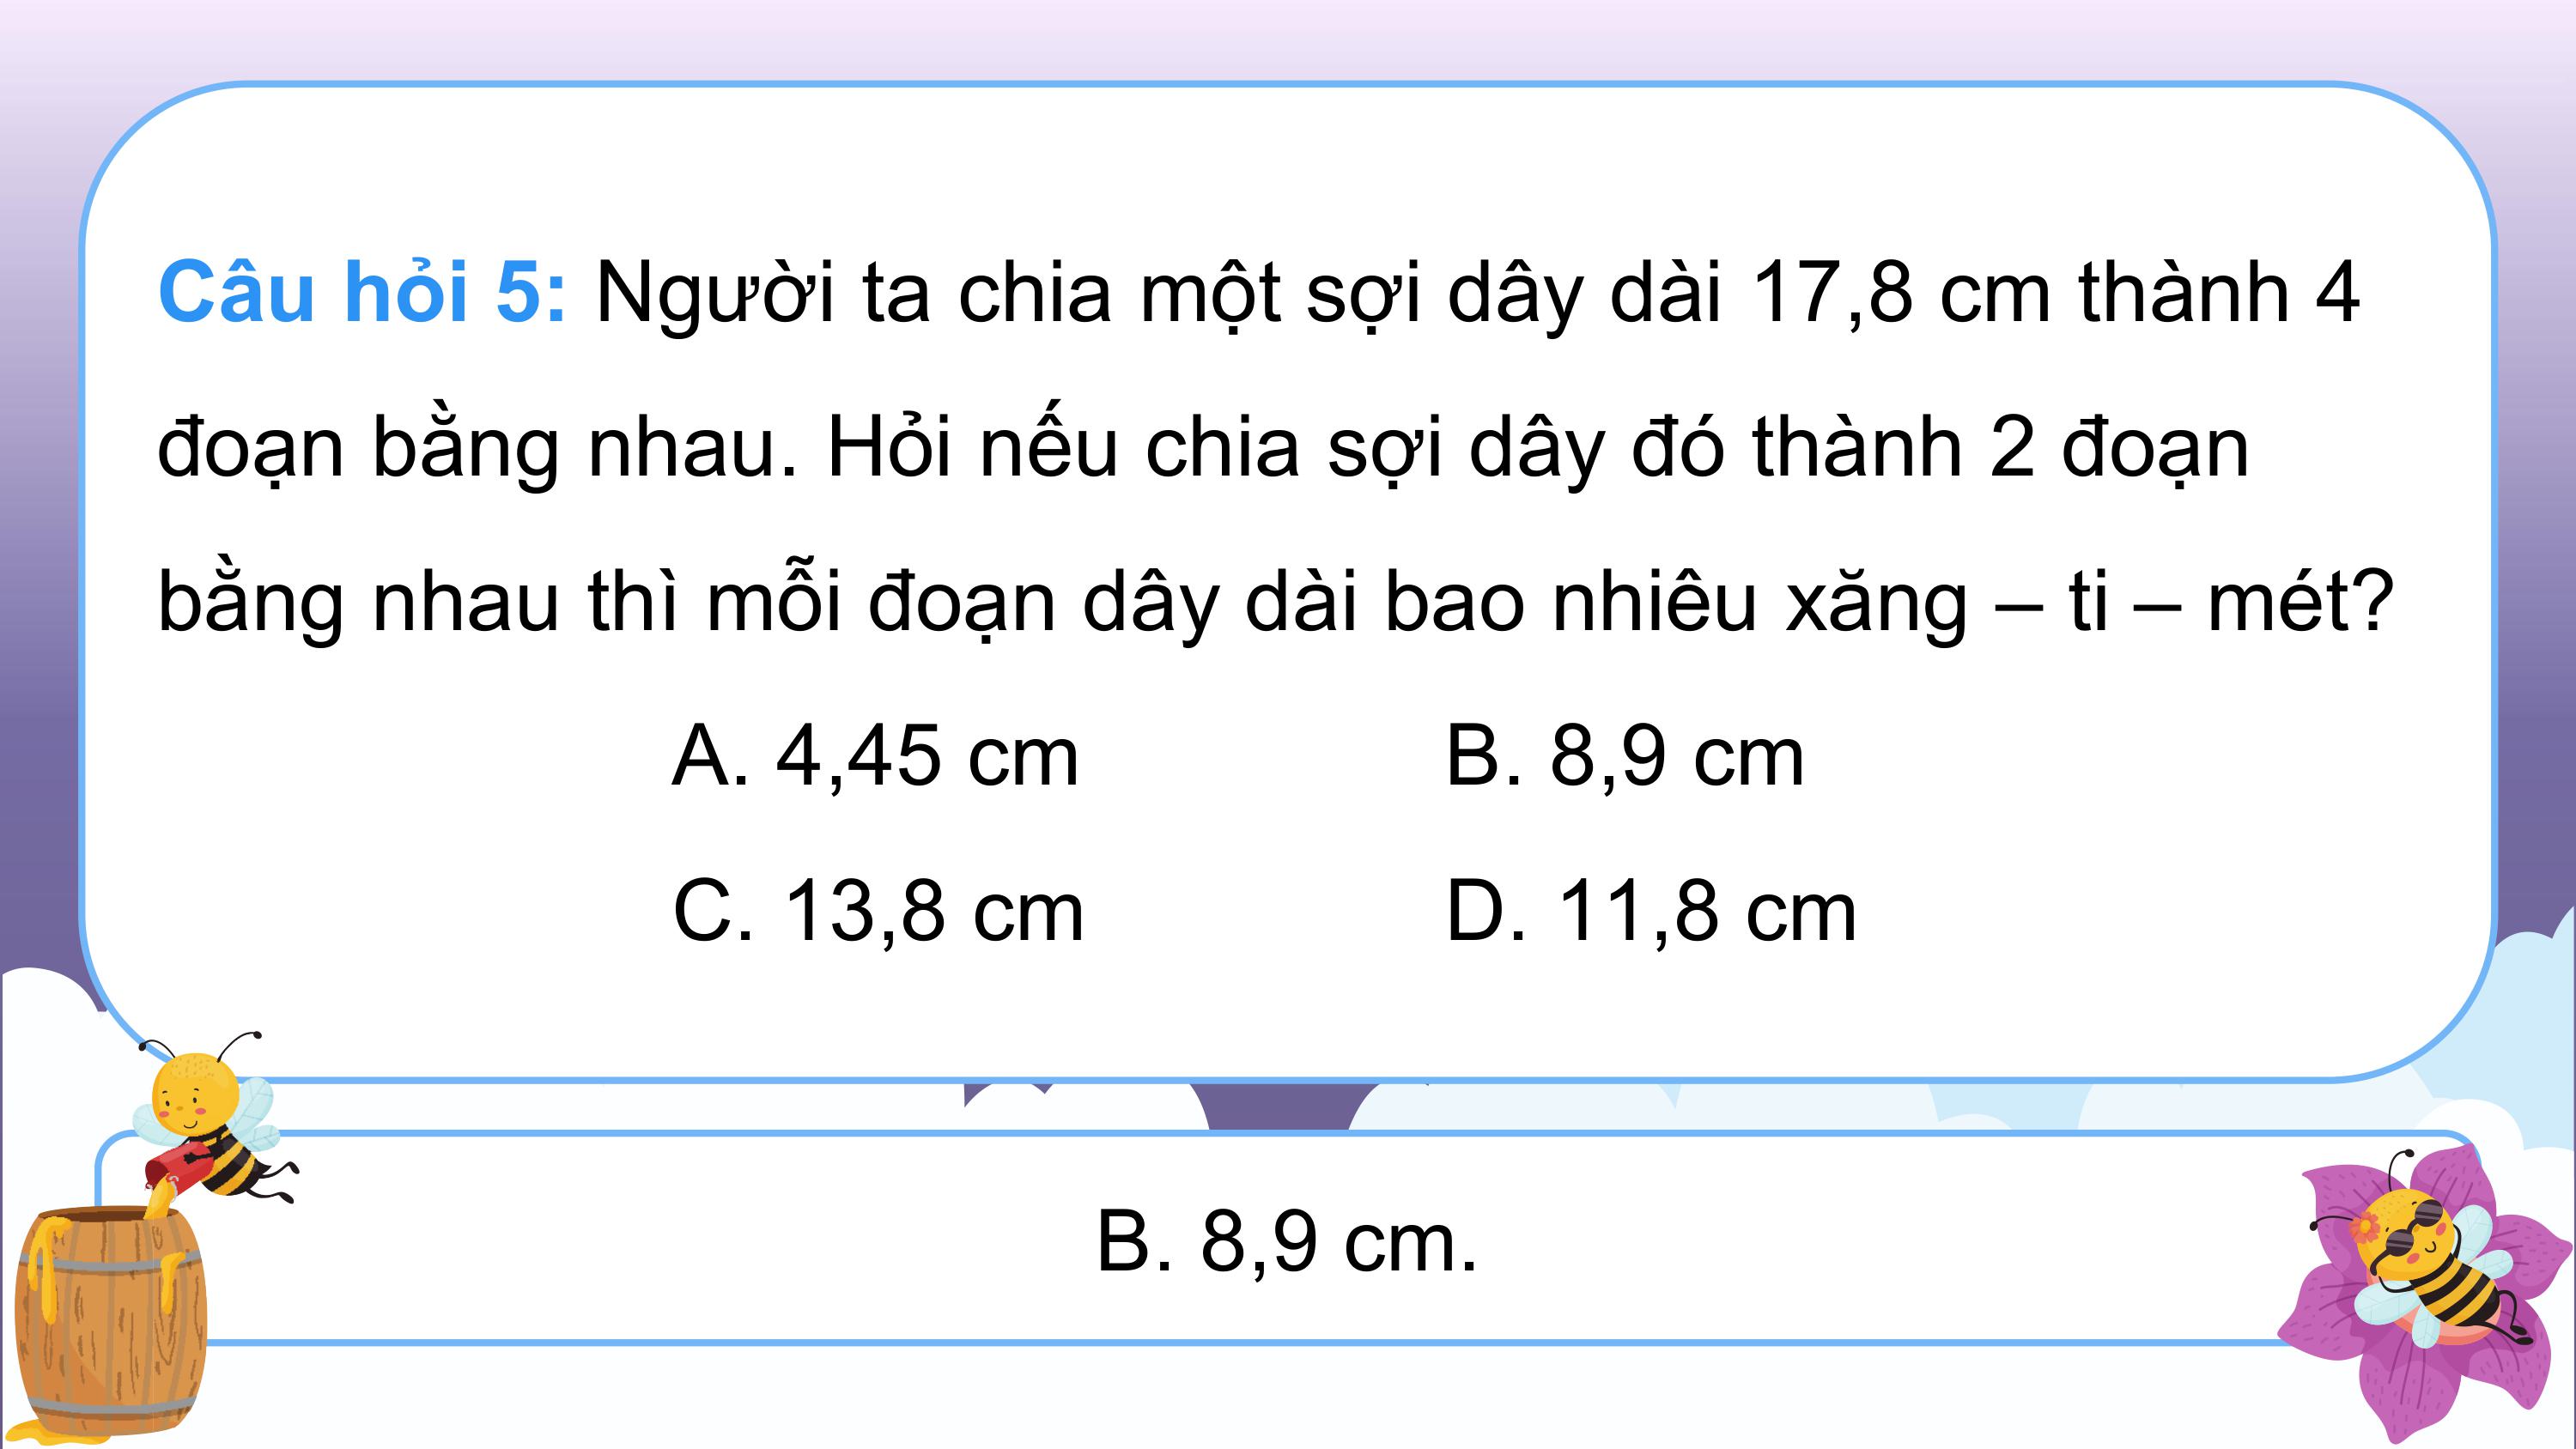 Câu hỏi 5: Người ta chia một sợi dây dài 17,8 cm thành 4
đoạn bằng nhau. Hỏi nếu chia sợi dây đó thành 2 đoạn
bằng nhau thì mỗi đoạn dây dài bao nhiêu xăng – ti – mét?
A. 4,45 cm B. 8,9 cm
C. 13,8 cm D. 11,8 cm
B. 8,9 cm.